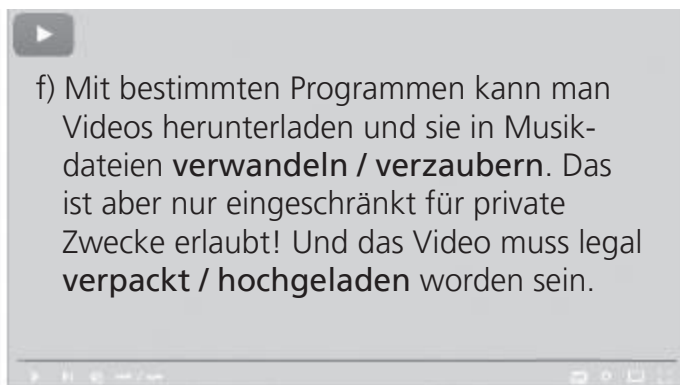 f) Mit bestimmten Programmen kann man
Videos herunterladen und sie in Musik-
dateien verwandeln / verzaubern. Das
ist aber nur eingeschränkt für private
Zwecke erlaubt! Und das Video muss legal
verpackt / hochgeladen worden sein.